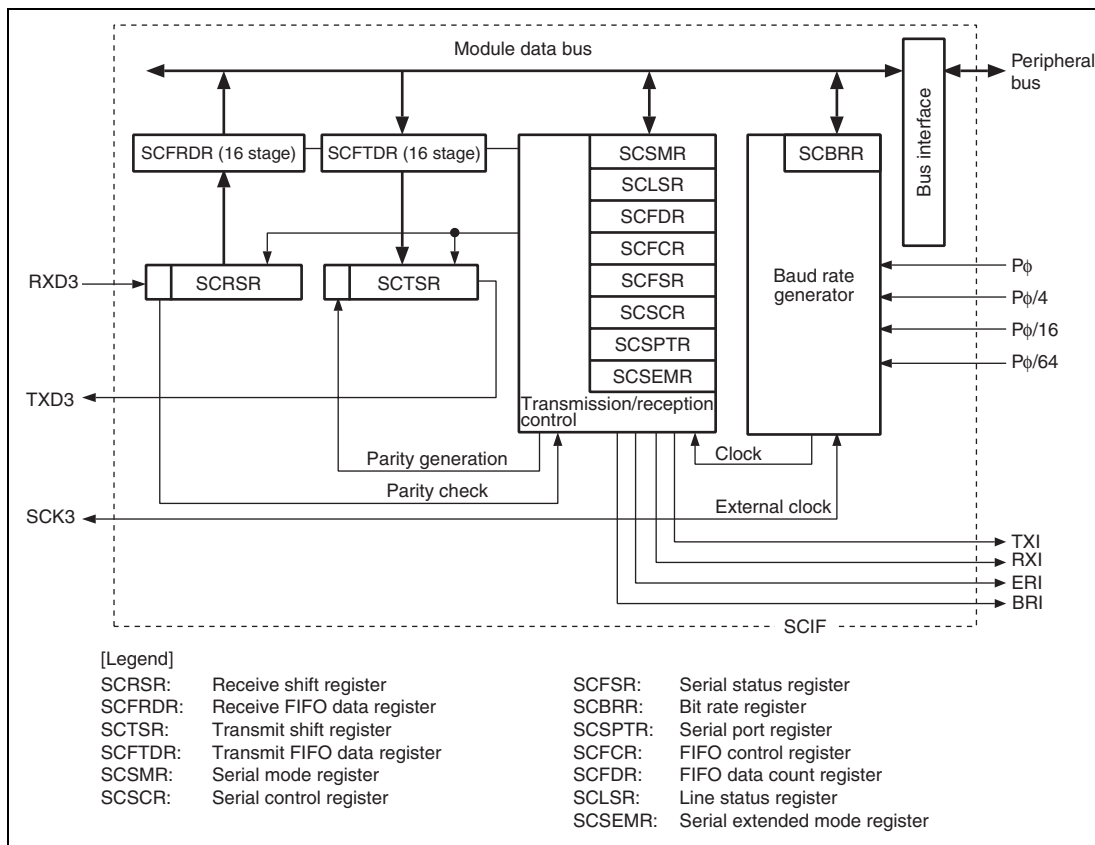 Module data bus
Peripheral
bus
Bus interface
SCFRDR (16 stage)
SCFTDR (16 stage)
SCSMR
SCLSR
SCFDR
SCFCR
SCFSR
SCSCR
SCSPTR
SCSEMR
Transmission/reception
control
SCBRR
Baud rate
generator
RXD3
SCRSR
SCTSR
Pφ
Pφ/4
Pφ/16
Pφ/64
TXD3
Parity generation
Parity check
Clock
SCK3
External clock
TXI
RXI
ERI
BRI
SCIF
[Legend]
SCRSR: Receive shift register
SCFRDR: Receive FIFO data register
SCTSR: Transmit shift register
SCFTDR: Transmit FIFO data register
SCSMR: Serial mode register
SCSCR: Serial control register
SCFSR: Serial status register
SCBRR: Bit rate register
SCSPTR: Serial port register
SCFCR: FIFO control register
SCFDR: FIFO data count register
SCLSR: Line status register
SCSEMR: Serial extended mode register